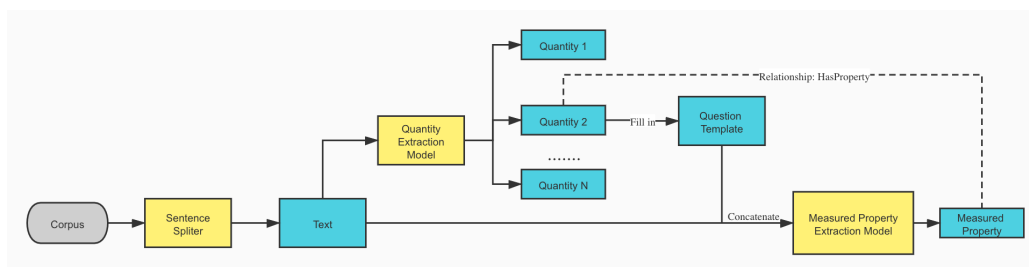 Quantity 1
Relationship: HasProperty
Quantity 2
Fill in
Question
Template
Quantity
Extraction
Model
.......
Quantity N
Corpus
Sentence
Spliter
Text
Concatenate
Measured Property
Extraction Model
Measured
Property